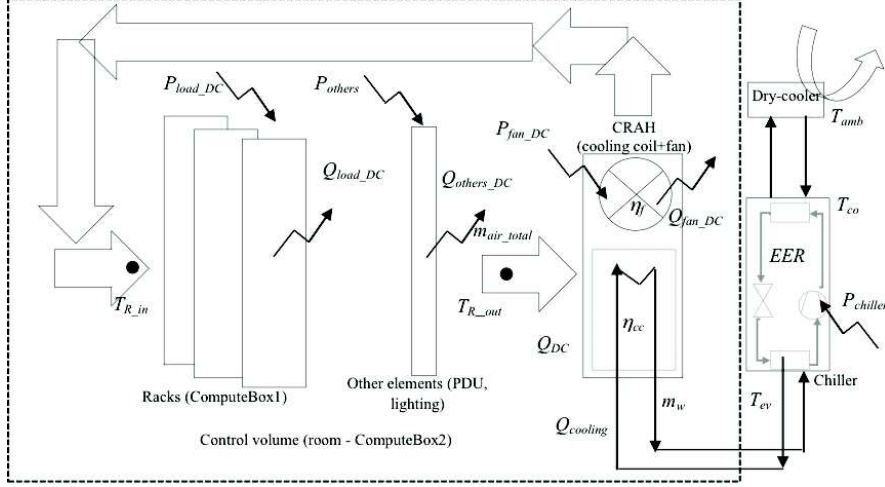 P_load_DC
P_others
Dry-cooler
T_amb
CRAH
(cooling coil+fan)
P_fan_DC
Q_load_DC
Q_others_DC
η_f
Q_fan_DC
T_co
m_air_total
EER
T_R_in
T_R__out
P_chiller
η_cc
Q_DC
Racks (ComputeBox1)
Other elements (PDU,
lighting)
Chiller
T_ev
m_w
Q_cooling
Control volume (room - ComputeBox2)